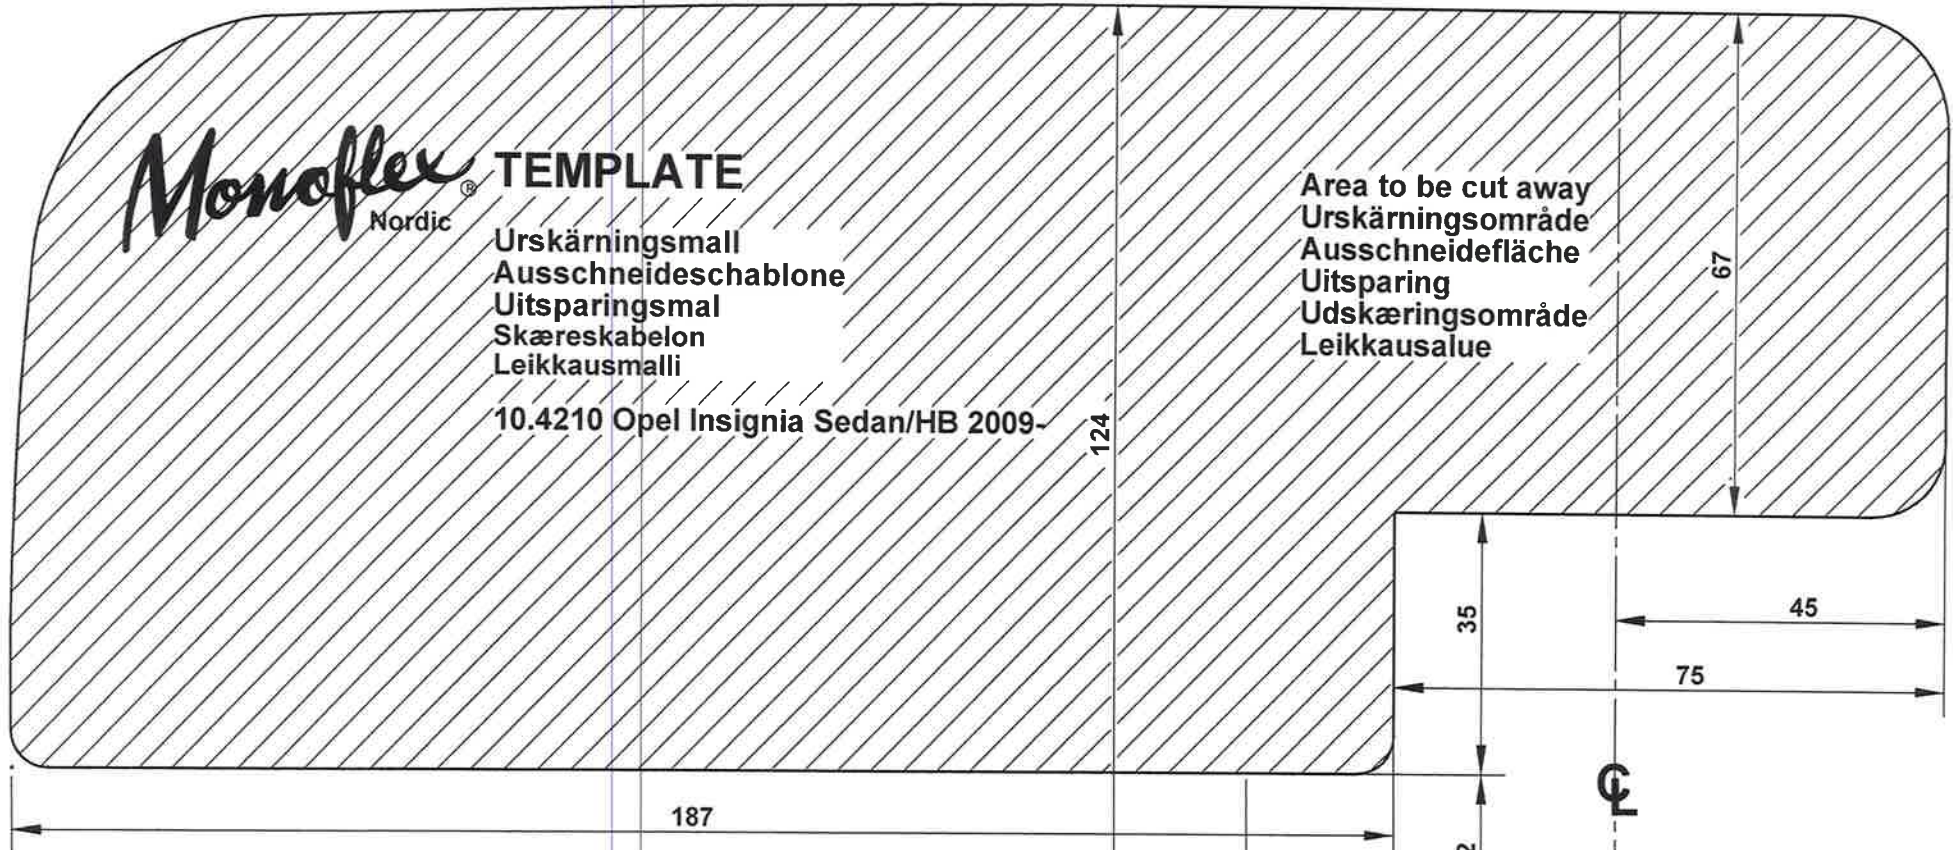 Monoflex®
Nordic
TEMPLATE
Urskärningsmall
Ausschneideschablone
Uitsparingsmal
Skæreskabelon
Leikkausmalli
10.4210 Opel Insignia Sedan/HB 2009-
124
Area to be cut away
Urskärningsområde
Ausschneidefläche
Uitsparing
Udskæringsområde
Leikkausalue
67
35
45
75
187
CL